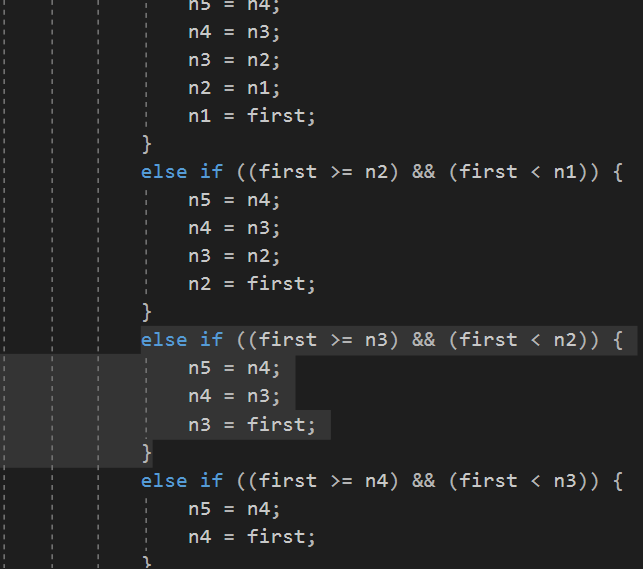 n5 = n4;
n4 = n3;
n3 = n2;
n2 = n1;
n1 = first;
}
else if ((first >= n2) && (first < n1)) {
n5 = n4;
n4 = n3;
n3 = n2;
n2 = first;
}
else if ((first >= n3) && (first < n2)) {
n5 = n4;
n4 = n3;
n3 = first;
}
else if ((first >= n4) && (first < n3)) {
n5 = n4;
n4 = first;
}